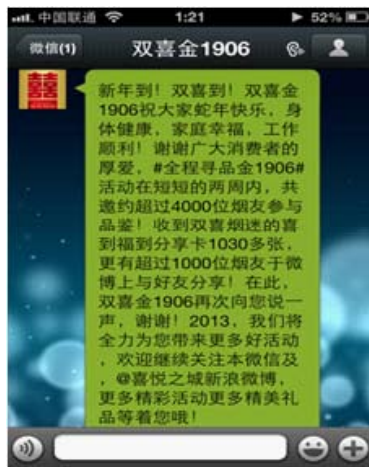 中国联通 1:21 52%
微信(1) 双喜金1906
囍
新年到！双喜到！双喜金
1906祝大家蛇年快乐，身
体健康，家庭幸福，工作
顺利！谢谢广大消费者的
厚爱，#全程寻品金1906#
活动在短短的两周内，共
邀约超过4000位烟友参与
品鉴！收到双喜烟迷的喜
到福到分享卡1030多张，
更有超过1000位烟友于微
博上与好友分享！在此，
双喜金1906再次向您说一
声，谢谢！2013，我们将
全力为您带来更多好活动
，欢迎继续关注本微信及
，@喜悦之城新浪微博，
更多精彩活动更多精美礼
品等着您哦！